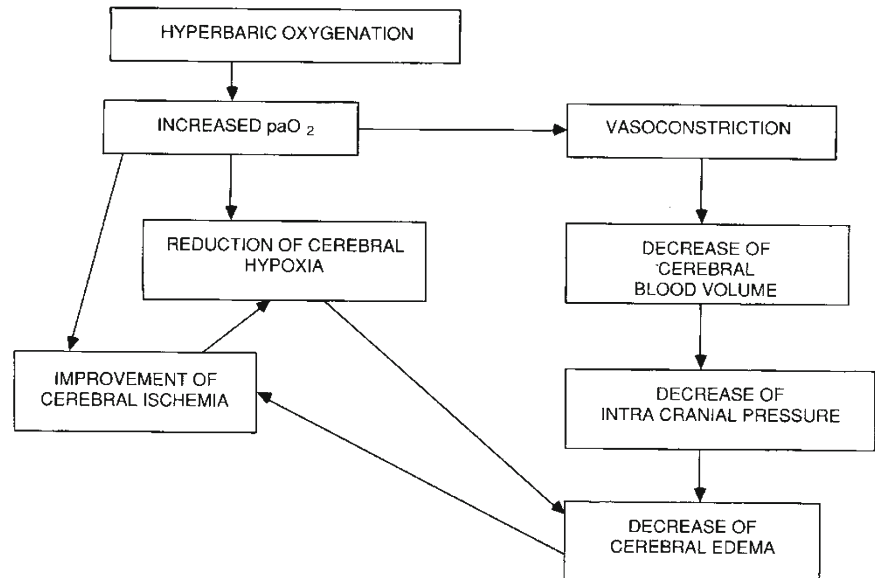 HYPERBARIC OXYGENATION
INCREASED paO₂
VASOCONSTRICTION
REDUCTION OF CEREBRAL
HYPOXIA
DECREASE OF
CEREBRAL
BLOOD VOLUME
IMPROVEMENT OF
CEREBRAL ISCHEMIA
DECREASE OF
INTRA CRANIAL PRESSURE
DECREASE OF
CEREBRAL EDEMA